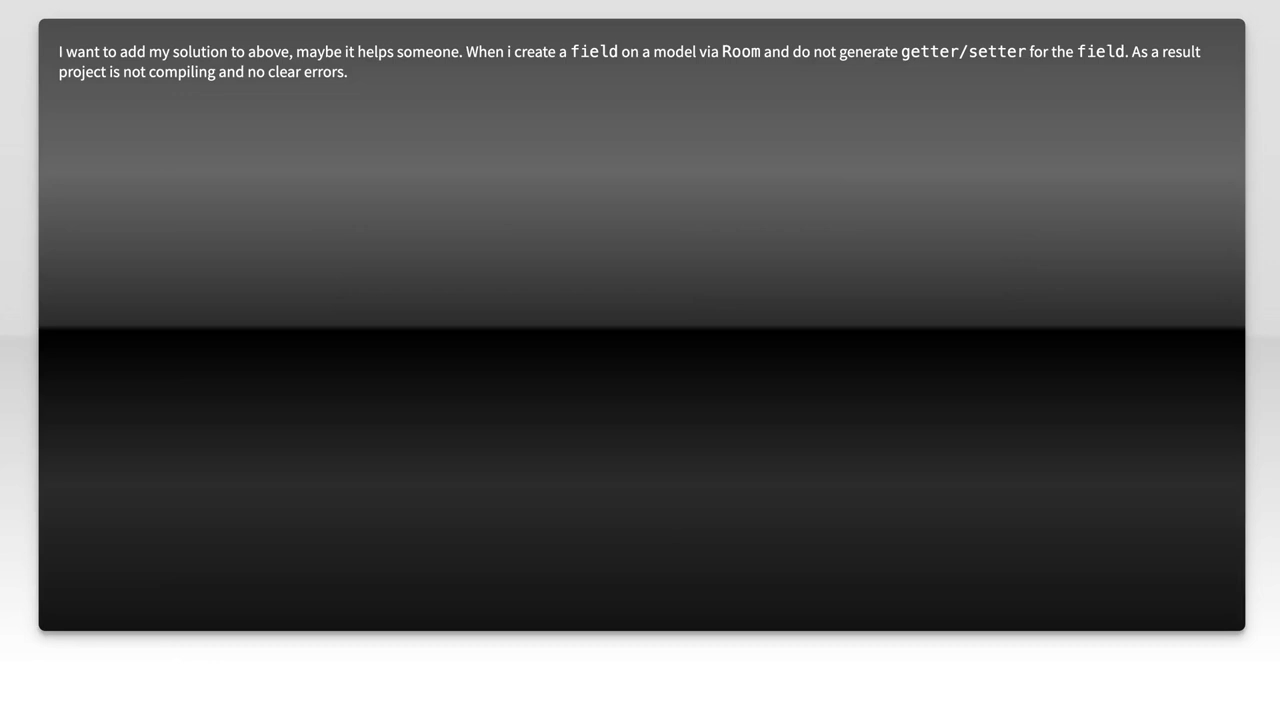 I want to add my solution to above, maybe it helps someone. When i create a field on a model via Room and do not generate getter/setter for the field. As a result
project is not compiling and no clear errors.